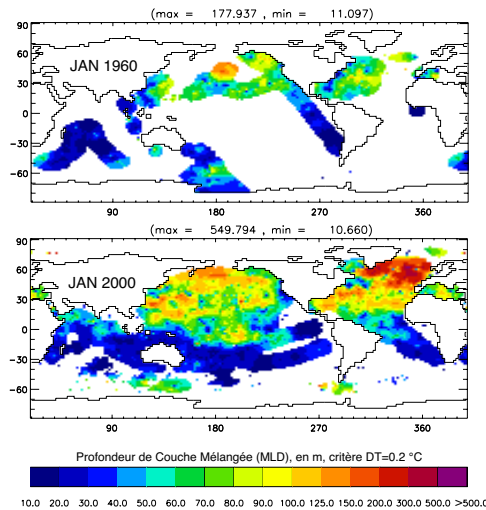 (max = 177.937 , min = 11.097)
90
60
30
0
−30
−60
JAN 1960
90 180 270 360
(max = 549.794 , min = 10.660)
90
60
30
0
−30
−60
JAN 2000
90 180 270 360
Profondeur de Couche Mélangée (MLD), en m, critère DT=0.2 °C
10.0 20.0 30.0 40.0 50.0 60.0 70.0 80.0 90.0 100.0 125.0 150.0 200.0 300.0 500.0 >500.0